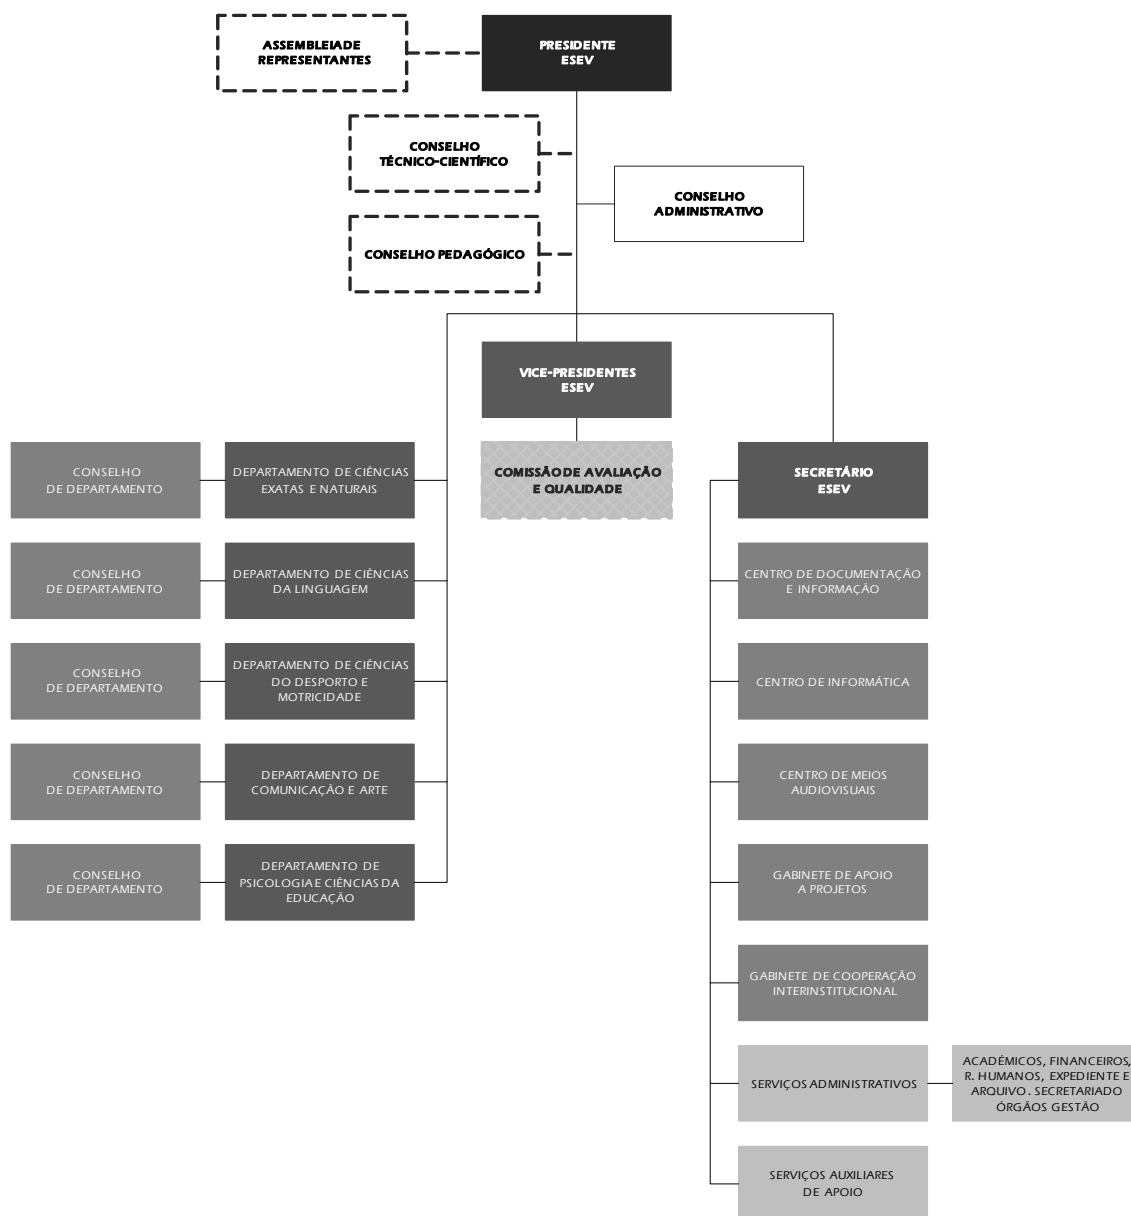 ASSEMBLEIA DE
REPRESENTANTES
PRESIDENTE
ESEV
CONSELHO
TÉCNICO-CIENTÍFICO
CONSELHO
ADMINISTRATIVO
CONSELHO PEDAGÓGICO
VICE-PRESIDENTES
ESEV
CONSELHO
DE DEPARTAMENTO
DEPARTAMENTO DE CIÊNCIAS
EXATAS E NATURAIS
COMISSÃO DE AVALIAÇÃO
E QUALIDADE
SECRETÁRIO
ESEV
CONSELHO
DE DEPARTAMENTO
DEPARTAMENTO DE CIÊNCIAS
DA LINGUAGEM
CENTRO DE DOCUMENTAÇÃO
E INFORMAÇÃO
CONSELHO
DE DEPARTAMENTO
DEPARTAMENTO DE CIÊNCIAS
DO DESPORTO E
MOTRICIDADE
CENTRO DE INFORMÁTICA
CONSELHO
DE DEPARTAMENTO
DEPARTAMENTO DE
COMUNICAÇÃO E ARTE
CENTRO DE MEIOS
AUDIOVISUAIS
CONSELHO
DE DEPARTAMENTO
DEPARTAMENTO DE
PSICOLOGIA E CIÊNCIAS DA
EDUCAÇÃO
GABINETE DE APOIO
A PROJETOS
GABINETE DE COOPERAÇÃO
INTERINSTITUCIONAL
SERVIÇOS ADMINISTRATIVOS
ACADÉMICOS, FINANCEIROS,
R. HUMANOS, EXPEDIENTE E
ARQUIVO. SECRETARIADO
ÓRGÃOS GESTÃO
SERVIÇOS AUXILIARES
DE APOIO